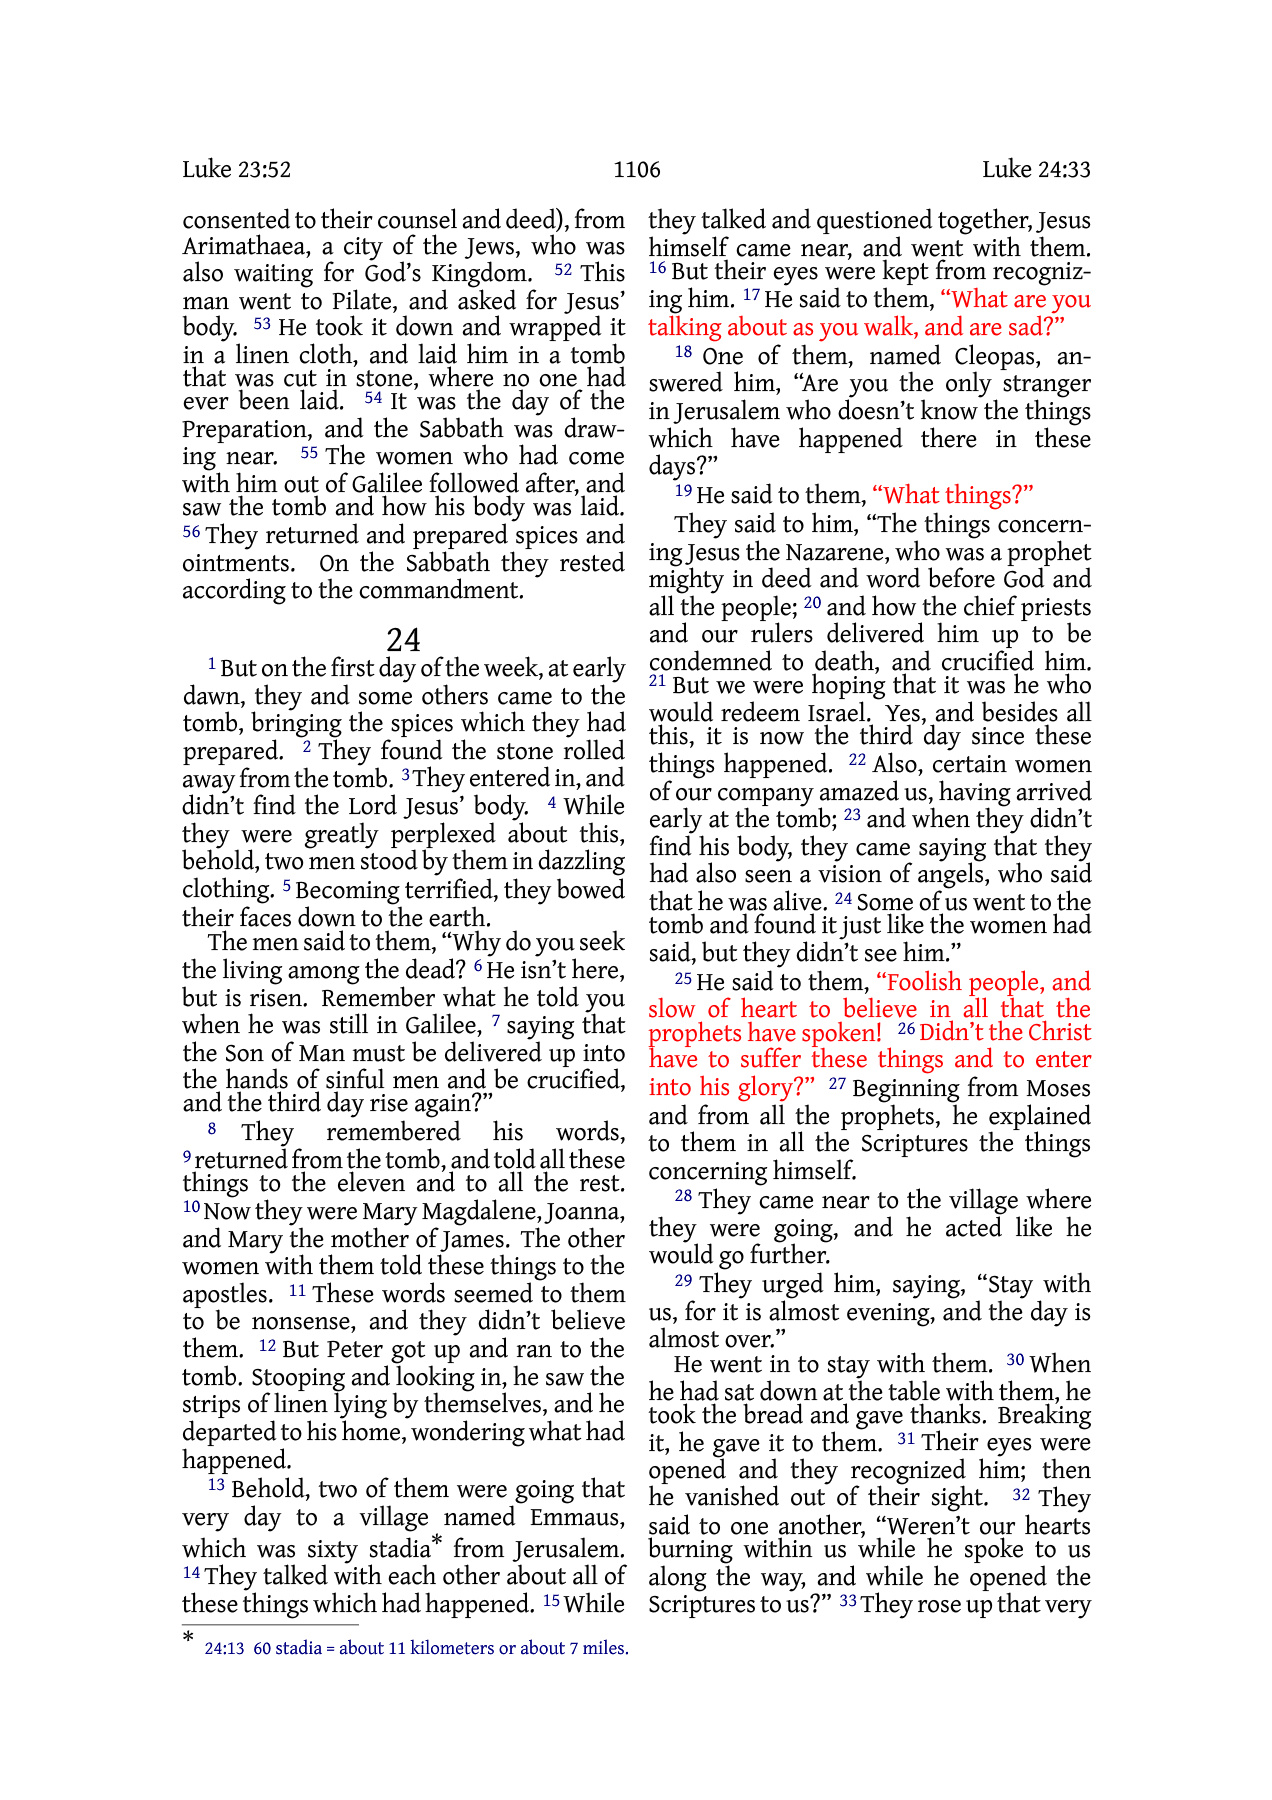 Luke 23:52 1106 Luke 24:33
consented to their counsel and deed), from
Arimathaea, a city of the Jews, who was
also waiting for God’s Kingdom. 52 This
man went to Pilate, and asked for Jesus’
body. 53 He took it down and wrapped it
in a linen cloth, and laid him in a tomb
that was cut in stone, where no one had
ever been laid. 54 It was the day of the
Preparation, and the Sabbath was draw-
ing near. 55 The women who had come
with him out of Galilee followed after, and
saw the tomb and how his body was laid.
56 They returned and prepared spices and
ointments. On the Sabbath they rested
according to the commandment.
24
1 But on the first day of the week, at early
dawn, they and some others came to the
tomb, bringing the spices which they had
prepared. 2 They found the stone rolled
away from the tomb. 3 They entered in, and
didn’t find the Lord Jesus’ body. 4 While
they were greatly perplexed about this,
behold, two men stood by them in dazzling
clothing. 5 Becoming terrified, they bowed
their faces down to the earth.
The men said to them, “Why do you seek
the living among the dead? 6 He isn’t here,
but is risen. Remember what he told you
when he was still in Galilee, 7 saying that
the Son of Man must be delivered up into
the hands of sinful men and be crucified,
and the third day rise again?”
8 They remembered his words,
9 returned from the tomb, and told all these
things to the eleven and to all the rest.
10 Now they were Mary Magdalene, Joanna,
and Mary the mother of James. The other
women with them told these things to the
apostles. 11 These words seemed to them
to be nonsense, and they didn’t believe
them. 12 But Peter got up and ran to the
tomb. Stooping and looking in, he saw the
strips of linen lying by themselves, and he
departed to his home, wondering what had
happened.
13 Behold, two of them were going that
very day to a village named Emmaus,
which was sixty stadia* from Jerusalem.
14 They talked with each other about all of
these things which had happened. 15 While
they talked and questioned together, Jesus
himself came near, and went with them.
16 But their eyes were kept from recogniz-
ing him. 17 He said to them, “What are you
talking about as you walk, and are sad?”
18 One of them, named Cleopas, an-
swered him, “Are you the only stranger
in Jerusalem who doesn’t know the things
which have happened there in these
days?”
19 He said to them, “What things?”
They said to him, “The things concern-
ing Jesus the Nazarene, who was a prophet
mighty in deed and word before God and
all the people; 20 and how the chief priests
and our rulers delivered him up to be
condemned to death, and crucified him.
21 But we were hoping that it was he who
would redeem Israel. Yes, and besides all
this, it is now the third day since these
things happened. 22 Also, certain women
of our company amazed us, having arrived
early at the tomb; 23 and when they didn’t
find his body, they came saying that they
had also seen a vision of angels, who said
that he was alive. 24 Some of us went to the
tomb and found it just like the women had
said, but they didn’t see him.”
25 He said to them, “Foolish people, and
slow of heart to believe in all that the
prophets have spoken! 26 Didn’t the Christ
have to suffer these things and to enter
into his glory?” 27 Beginning from Moses
and from all the prophets, he explained
to them in all the Scriptures the things
concerning himself.
28 They came near to the village where
they were going, and he acted like he
would go further.
29 They urged him, saying, “Stay with
us, for it is almost evening, and the day is
almost over.”
He went in to stay with them. 30 When
he had sat down at the table with them, he
took the bread and gave thanks. Breaking
it, he gave it to them. 31 Their eyes were
opened and they recognized him; then
he vanished out of their sight. 32 They
said to one another, “Weren’t our hearts
burning within us while he spoke to us
along the way, and while he opened the
Scriptures to us?” 33 They rose up that very
* 24:13 60 stadia = about 11 kilometers or about 7 miles.